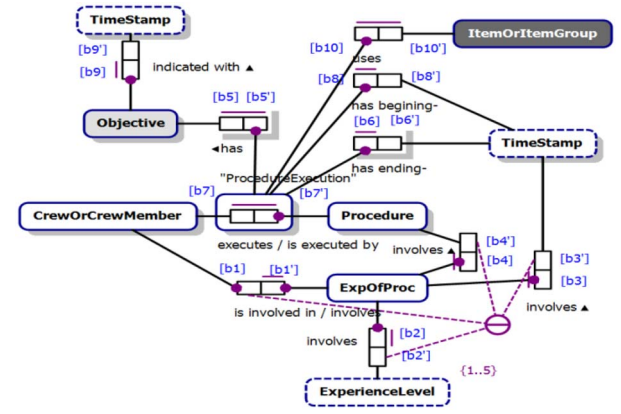 TimeStamp
[b10]
[b10']
ItemOrItemGroup
[b9']
uses
[b9]
indicated with ▲
[b8]
[b8']
has begining-
[b5]
[b5']
[b6]
[b6']
Objective
TimeStamp
◄has
has ending-
"ProcedureExecution"
[b7]
[b7']
CrewOrCrewMember
Procedure
executes / is executed by
involves ▲
[b4']
[b4]
[b3']
[b1]
[b1']
[b3]
ExpOfProc
is involved in / involves
involves ▲
involves
[b2]
[b2']
{1..5}
ExperienceLevel